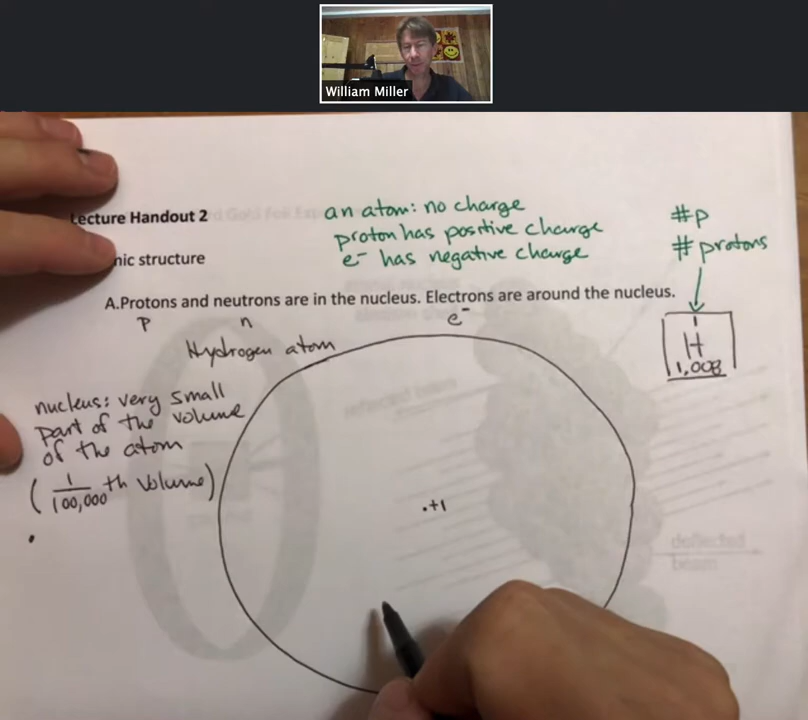 William Miller
Lecture Handout 2
an atom: no charge
proton has positive charge
e⁻ has negative charge
#p
# protons
nic structure
A.Protons and neutrons are in the nucleus. Electrons are around the nucleus.
p n e⁻
1
H
1,008
Hydrogen atom
nucleus: very small
part of the volume
of the atom
(1/100,000 th volume)
.+1
deflected
beam